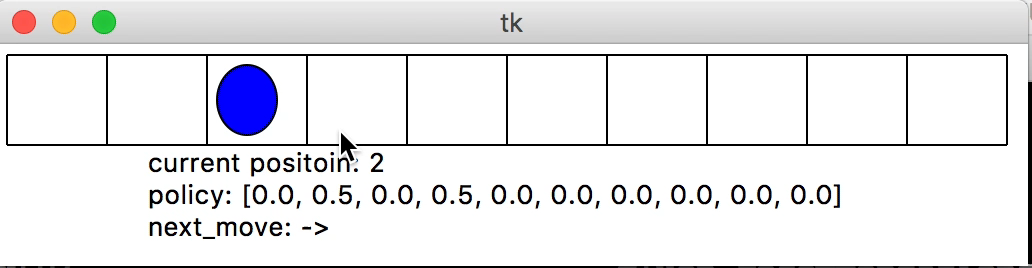 tk
current positoin: 2
policy: [0.0, 0.5, 0.0, 0.5, 0.0, 0.0, 0.0, 0.0, 0.0, 0.0]
next_move: ->